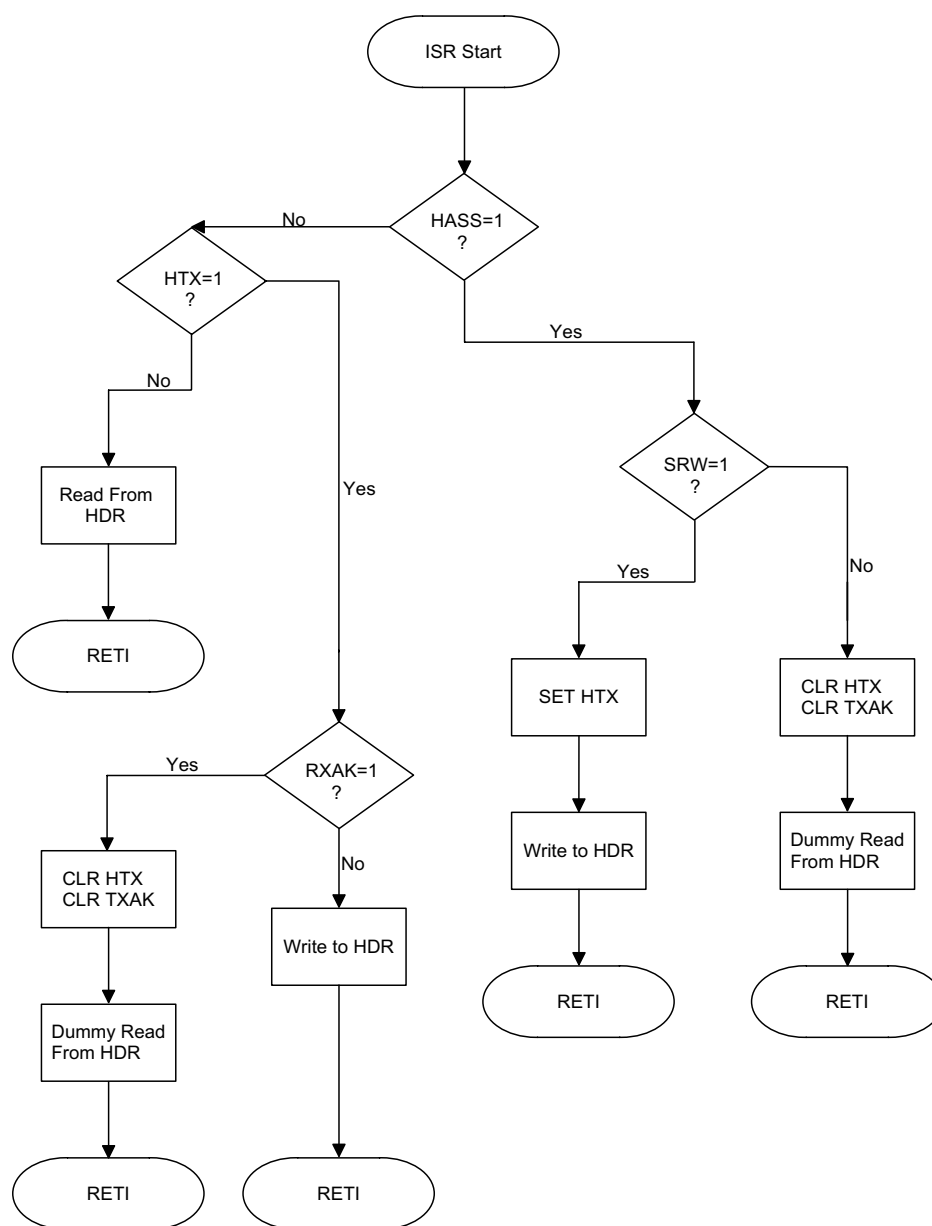 ISR Start
HASS=1
?
No
Yes
HTX=1
?
No
Yes
Read From
HDR
RETI
SRW=1
?
Yes
No
SET HTX
CLR HTX
CLR TXAK
Write to HDR
Dummy Read
From HDR
RETI
RETI
RXAK=1
?
Yes
No
CLR HTX
CLR TXAK
Write to HDR
Dummy Read
From HDR
RETI
RETI